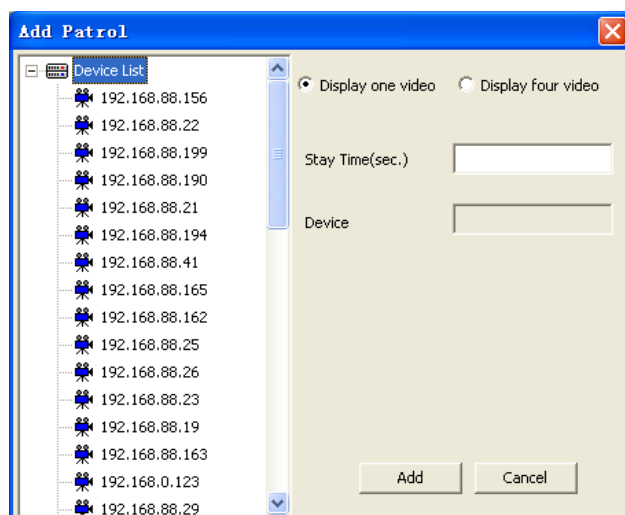 Add Patrol
Device List
192.168.88.156
192.168.88.22
192.168.88.199
192.168.88.190
192.168.88.21
192.168.88.194
192.168.88.41
192.168.88.165
192.168.88.162
192.168.88.25
192.168.88.26
192.168.88.23
192.168.88.19
192.168.88.163
192.168.0.123
192.168.88.29
Display one video Display four video
Stay Time(sec.)
Device
Add Cancel